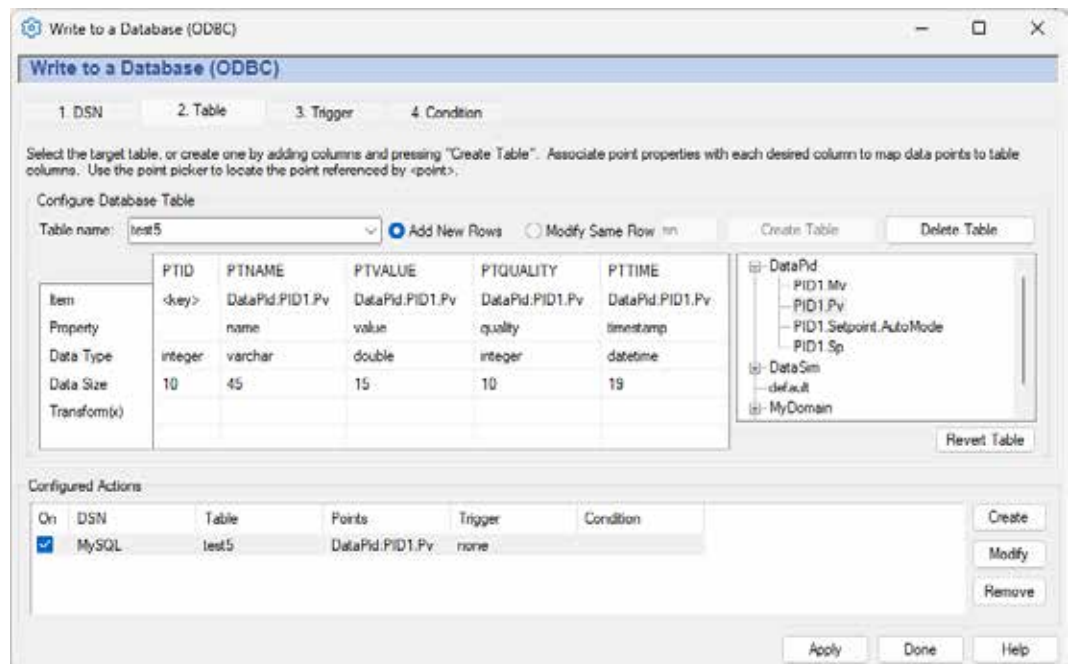 Write to a Database (ODBC)
Write to a Database (ODBC)
1. DSN 2. Table 3. Trigger 4. Condition
Select the target table, or create one by adding columns and pressing "Create Table". Associate point properties with each desired column to map data points to table
columns. Use the point picker to locate the point referenced by <point>.
Configure Database Table
Table name: test5 Add New Rows Modify Same Row Create Table Delete Table
PTID PTNAME PTVALUE PTQUALITY PTTIME
Item <key> DataPid.PID1.Pv DataPid.PID1.Pv DataPid.PID1.Pv DataPid.PID1.Pv
Property name value quality timestamp
Data Type integer varchar double integer datetime
Data Size 10 45 15 10 19
Transform(x)
DataPid
PID1.Mv
PID1.Pv
PID1.Setpoint.AutoMode
PID1.Sp
DataSim
default
MyDomain
Revert Table
Configured Actions
On DSN Table Points Trigger Condition
MySQL test5 DataPid.PID1.Pv none
Create
Modify
Remove
Apply Done Help